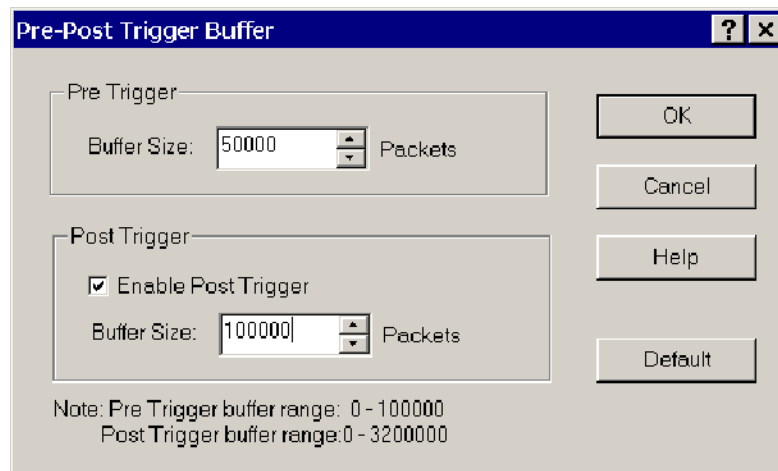 Pre-Post Trigger Buffer
Pre Trigger
Buffer Size: 50000 Packets
Post Trigger
Enable Post Trigger
Buffer Size: 100000 Packets
Note: Pre Trigger buffer range: 0 - 100000
Post Trigger buffer range:0 - 3200000
OK
Cancel
Help
Default